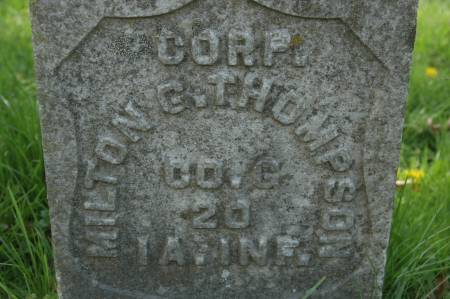 CORP.
MILTON C. THOMPSON
CO. C
20
IA. INF.